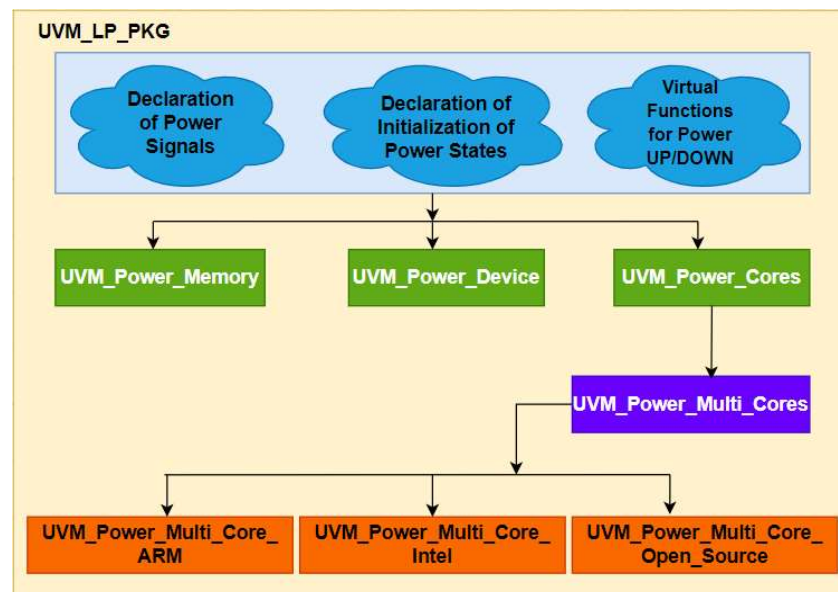 UVM_LP_PKG
Declaration
of Power
Signals
Declaration of
Initialization of
Power States
Virtual
Functions
for Power
UP/DOWN
UVM_Power_Memory
UVM_Power_Device
UVM_Power_Cores
UVM_Power_Multi_Cores
UVM_Power_Multi_Core_
ARM
UVM_Power_Multi_Core_
Intel
UVM_Power_Multi_Core_
Open_Source